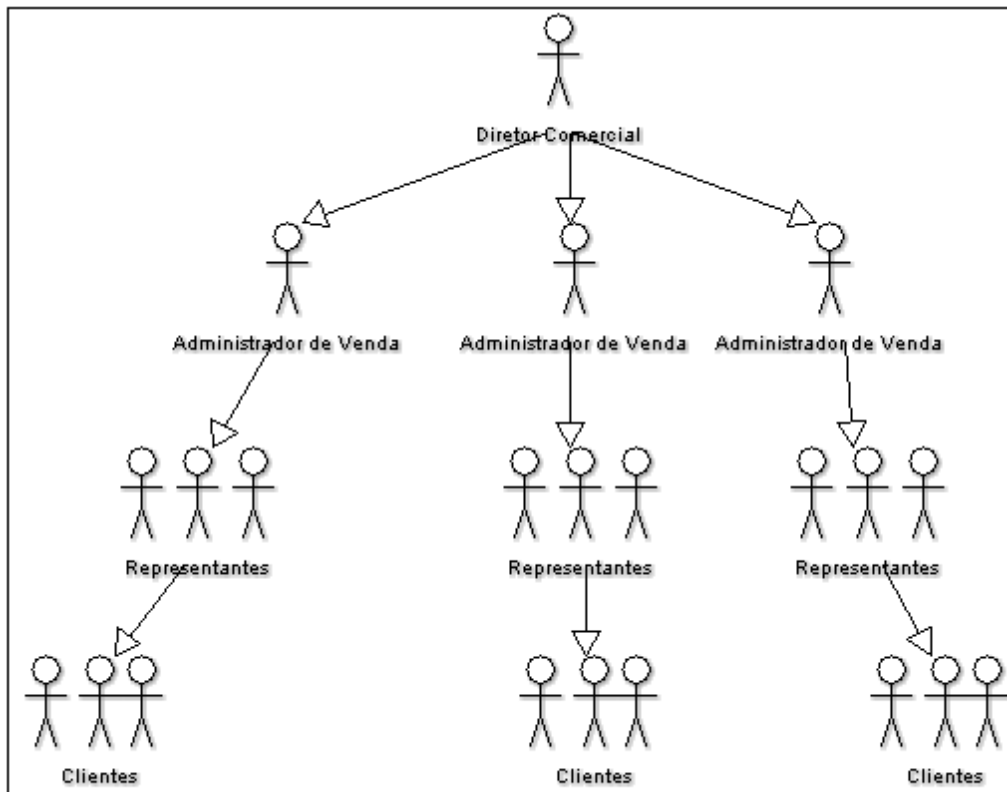 Diretor Comercial
Administrador de Venda
Administrador de Venda
Administrador de Venda
Representantes
Representantes
Representantes
Clientes
Clientes
Clientes